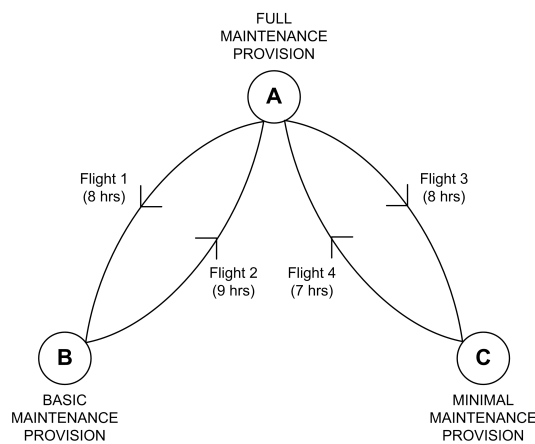 FULL
MAINTENANCE
PROVISION
A
Flight 1
(8 hrs)
Flight 3
(8 hrs)
Flight 2
(9 hrs)
Flight 4
(7 hrs)
B
C
BASIC
MAINTENANCE
PROVISION
MINIMAL
MAINTENANCE
PROVISION